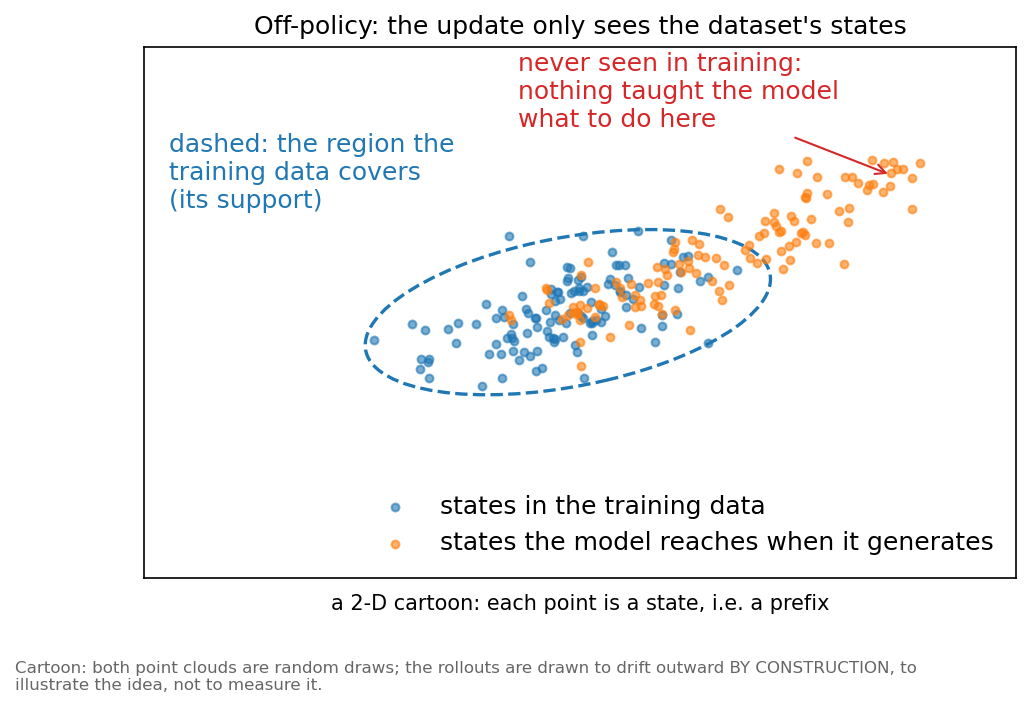 Off-policy: the update only sees the dataset's states
never seen in training:
nothing taught the model
what to do here
dashed: the region the
training data covers
(its support)
states in the training data
states the model reaches when it generates
a 2-D cartoon: each point is a state, i.e. a prefix
Cartoon: both point clouds are random draws; the rollouts are drawn to drift outward BY CONSTRUCTION, to
illustrate the idea, not to measure it.